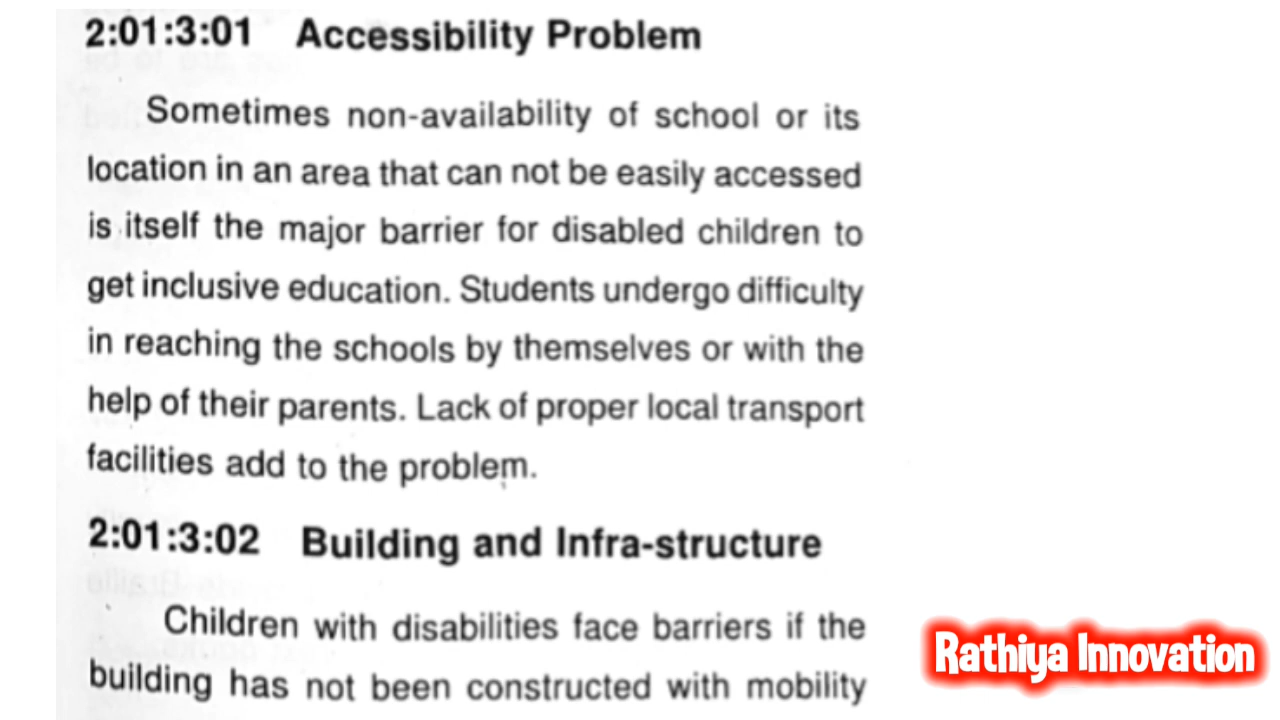 2:01:3:01 Accessibility Problem
Sometimes non-availability of school or its
location in an area that can not be easily accessed
is itself the major barrier for disabled children to
get inclusive education. Students undergo difficulty
in reaching the schools by themselves or with the
help of their parents. Lack of proper local transport
facilities add to the problem.
2:01:3:02 Building and Infra-structure
Children with disabilities face barriers if the
building has not been constructed with mobility
Rathiya Innovation